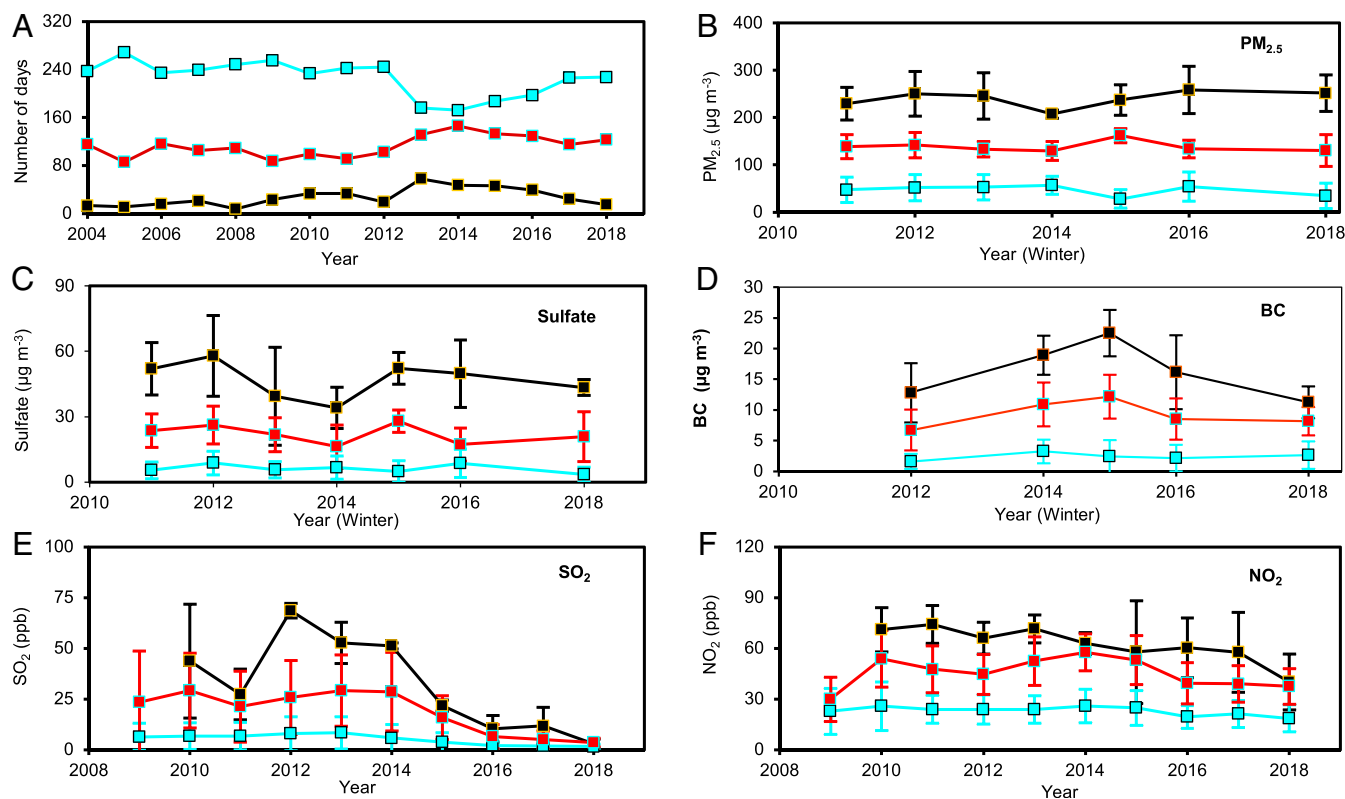 A
Number of days
320
240
160
80
0
2004 2006 2008 2010 2012 2014 2016 2018
Year
B
PM2.5
PM2.5 (µg m-3)
400
300
200
100
0
2010 2012 2014 2016 2018
Year (Winter)
C
Sulfate
Sulfate (µg m-3)
90
60
30
0
2010 2012 2014 2016 2018
Year (Winter)
D
BC
BC (µg m-3)
30
25
20
15
10
5
0
2010 2012 2014 2016 2018
Year (Winter)
E
SO2
SO2 (ppb)
100
75
50
25
0
2008 2010 2012 2014 2016 2018
Year
F
NO2
NO2 (ppb)
120
90
60
30
0
2008 2010 2012 2014 2016 2018
Year